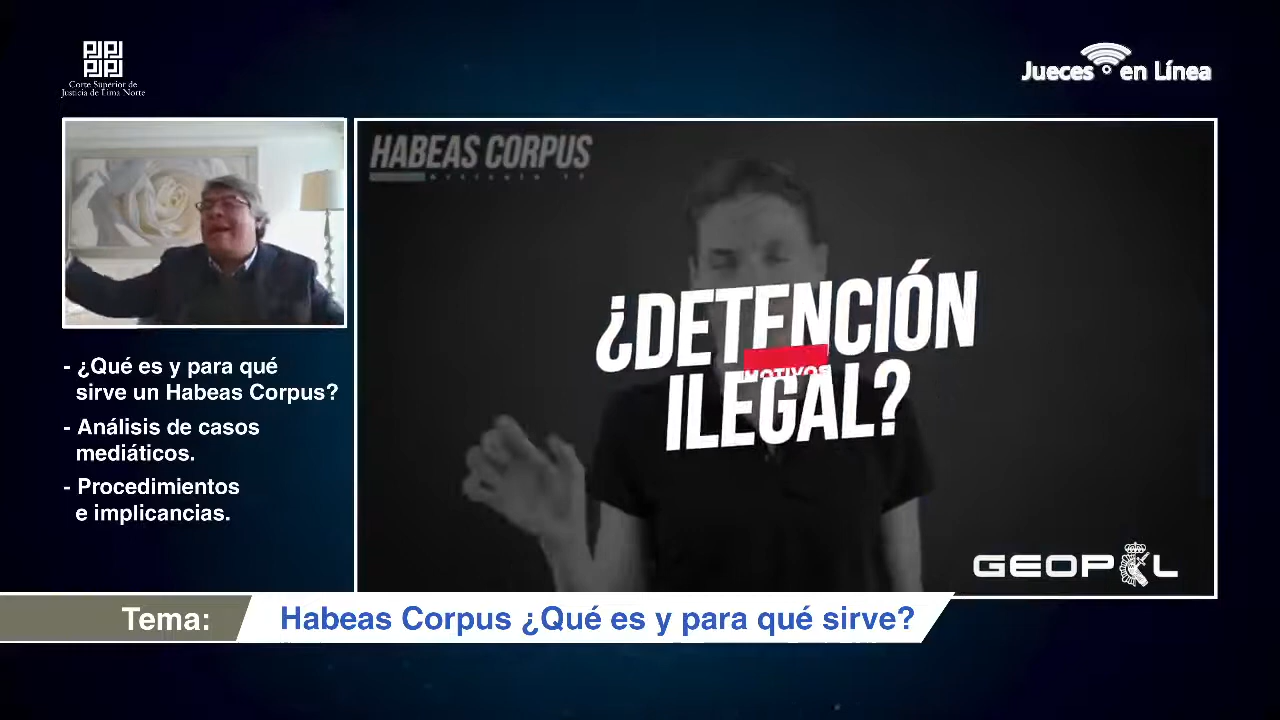 Corte Superior de
Justicia de Lima Norte
Jueces en Línea
HABEAS CORPUS
¿DETENCIÓN
MOTIVOS
ILEGAL?
GEOPOL
- ¿Qué es y para qué
sirve un Habeas Corpus?
- Análisis de casos
mediáticos.
- Procedimientos
e implicancias.
Tema:
Habeas Corpus ¿Qué es y para qué sirve?